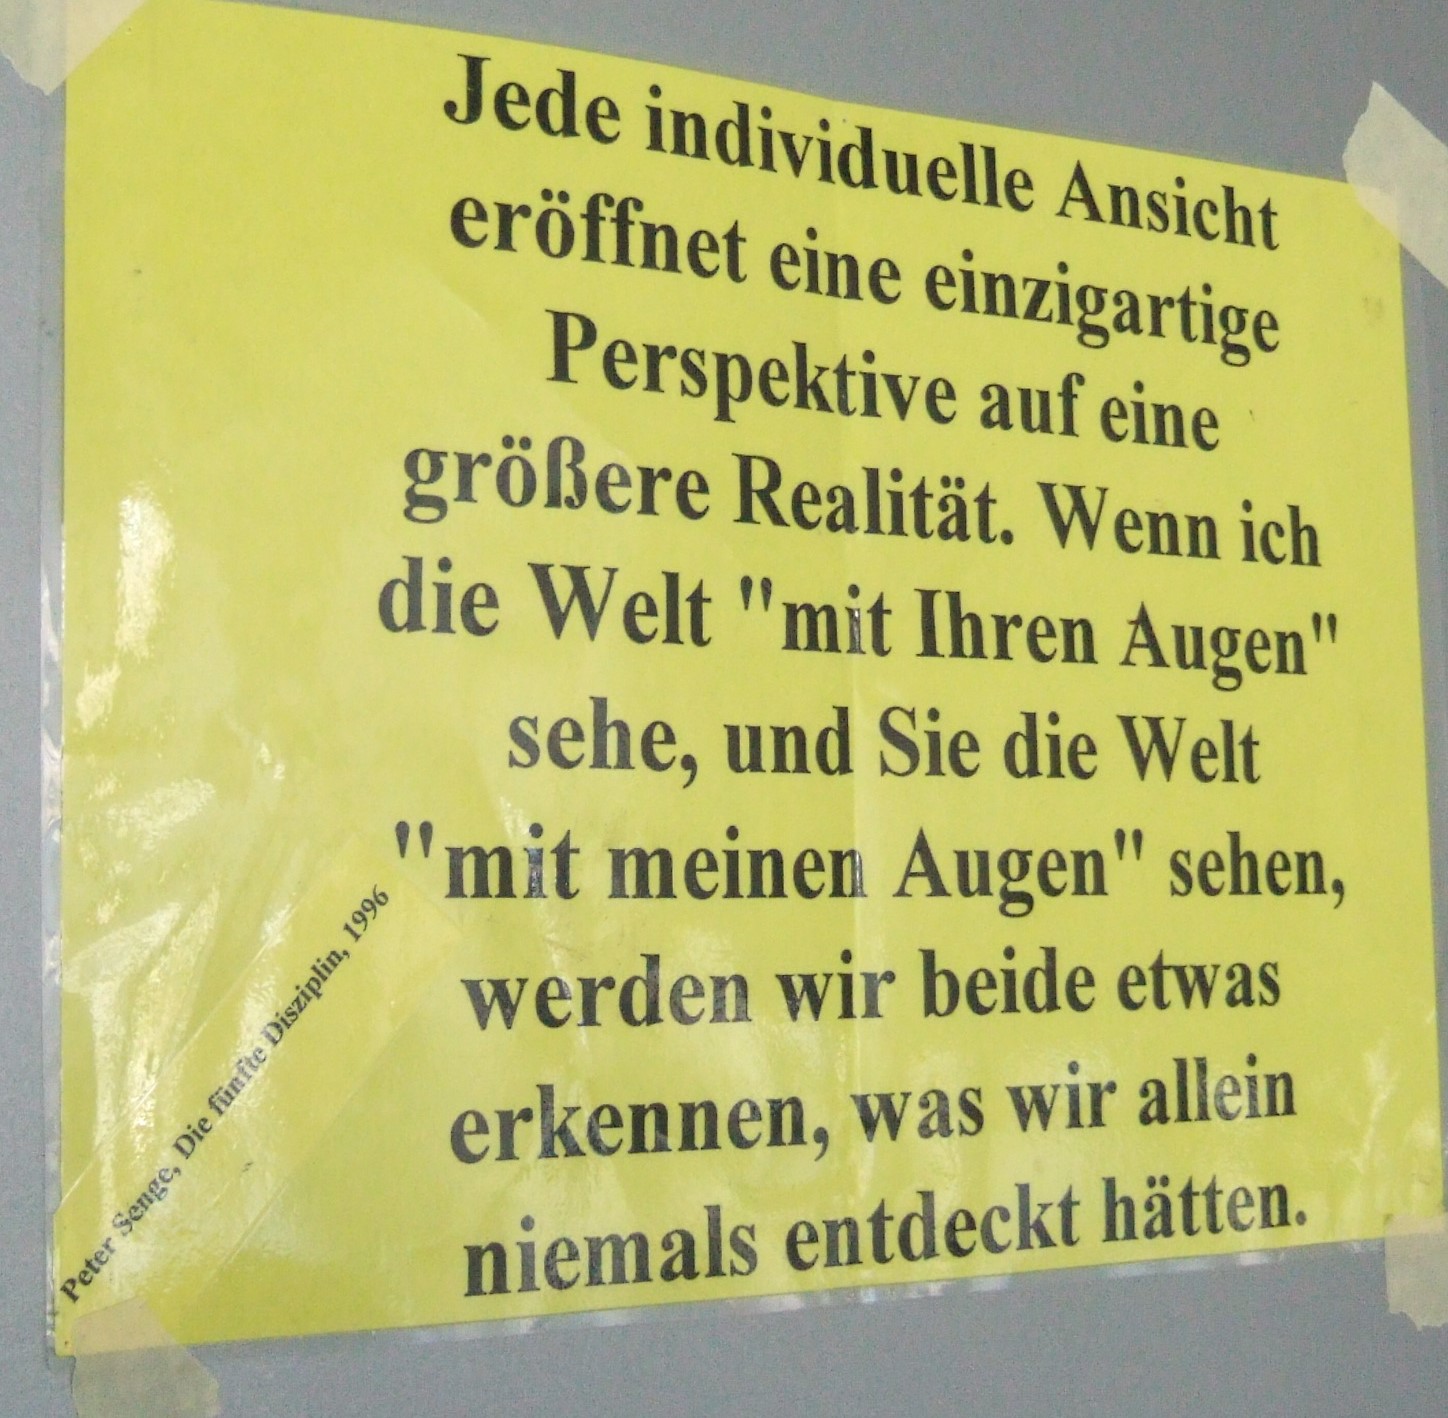 Jede individuelle Ansicht
eröffnet eine einzigartige
Perspektive auf eine
größere Realität. Wenn ich
die Welt "mit Ihren Augen"
sehe, und Sie die Welt
"mit meinen Augen" sehen,
werden wir beide etwas
erkennen, was wir allein
niemals entdeckt hätten.
Peter Senge, Die fünfte Disziplin, 1996